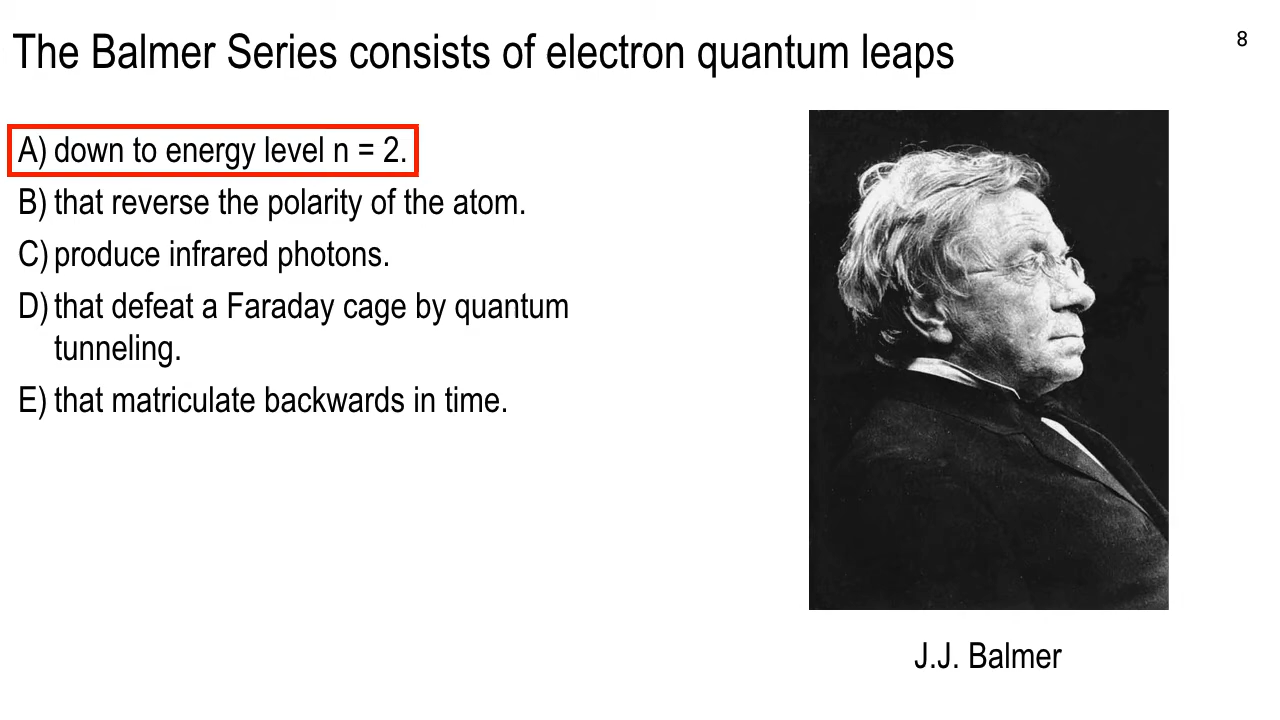 The Balmer Series consists of electron quantum leaps
8
A) down to energy level n = 2.
B) that reverse the polarity of the atom.
C) produce infrared photons.
D) that defeat a Faraday cage by quantum
tunneling.
E) that matriculate backwards in time.
J.J. Balmer